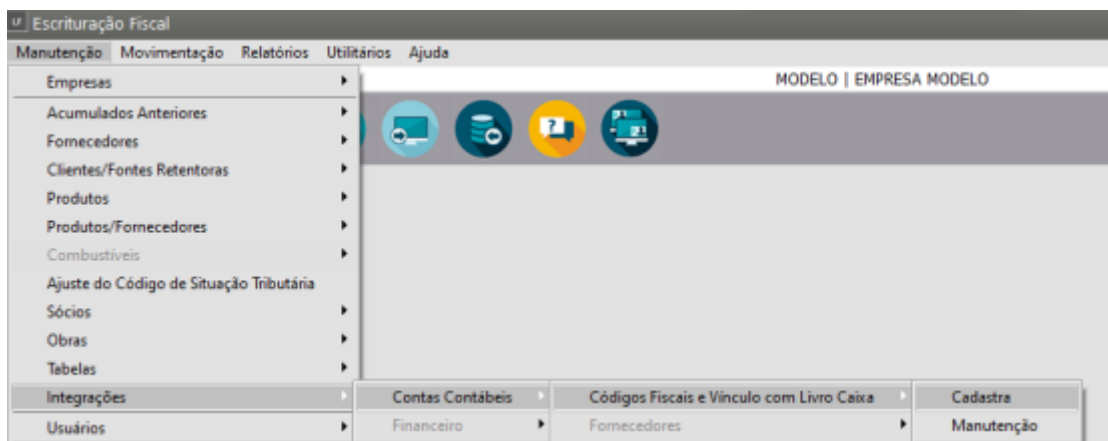 Escrituração Fiscal
Manutenção Movimentação Relatórios Utilitários Ajuda
Empresas
MODELO | EMPRESA MODELO
Acumulados Anteriores
Fornecedores
Clientes/Fontes Retentoras
Produtos
Produtos/Fornecedores
Combustíveis
Ajuste do Código de Situação Tributária
Sócios
Obras
Tabelas
Integrações Contas Contábeis Códigos Fiscais e Vínculo com Livro Caixa Cadastra
Usuários Financeiro Fornecedores Manutenção